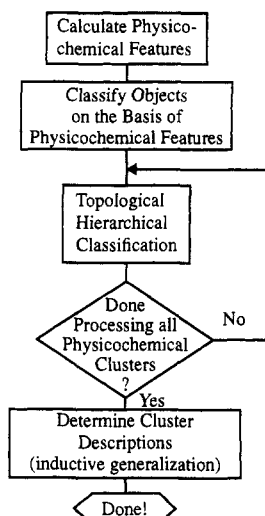 Calculate Physico-
chemical Features
Classify Objects
on the Basis of
Physicochemical Features
Topological
Hierarchical
Classification
Done
Processing all
Physicochemical
Clusters
?
No
Yes
Determine Cluster
Descriptions
(inductive generalization)
Done!